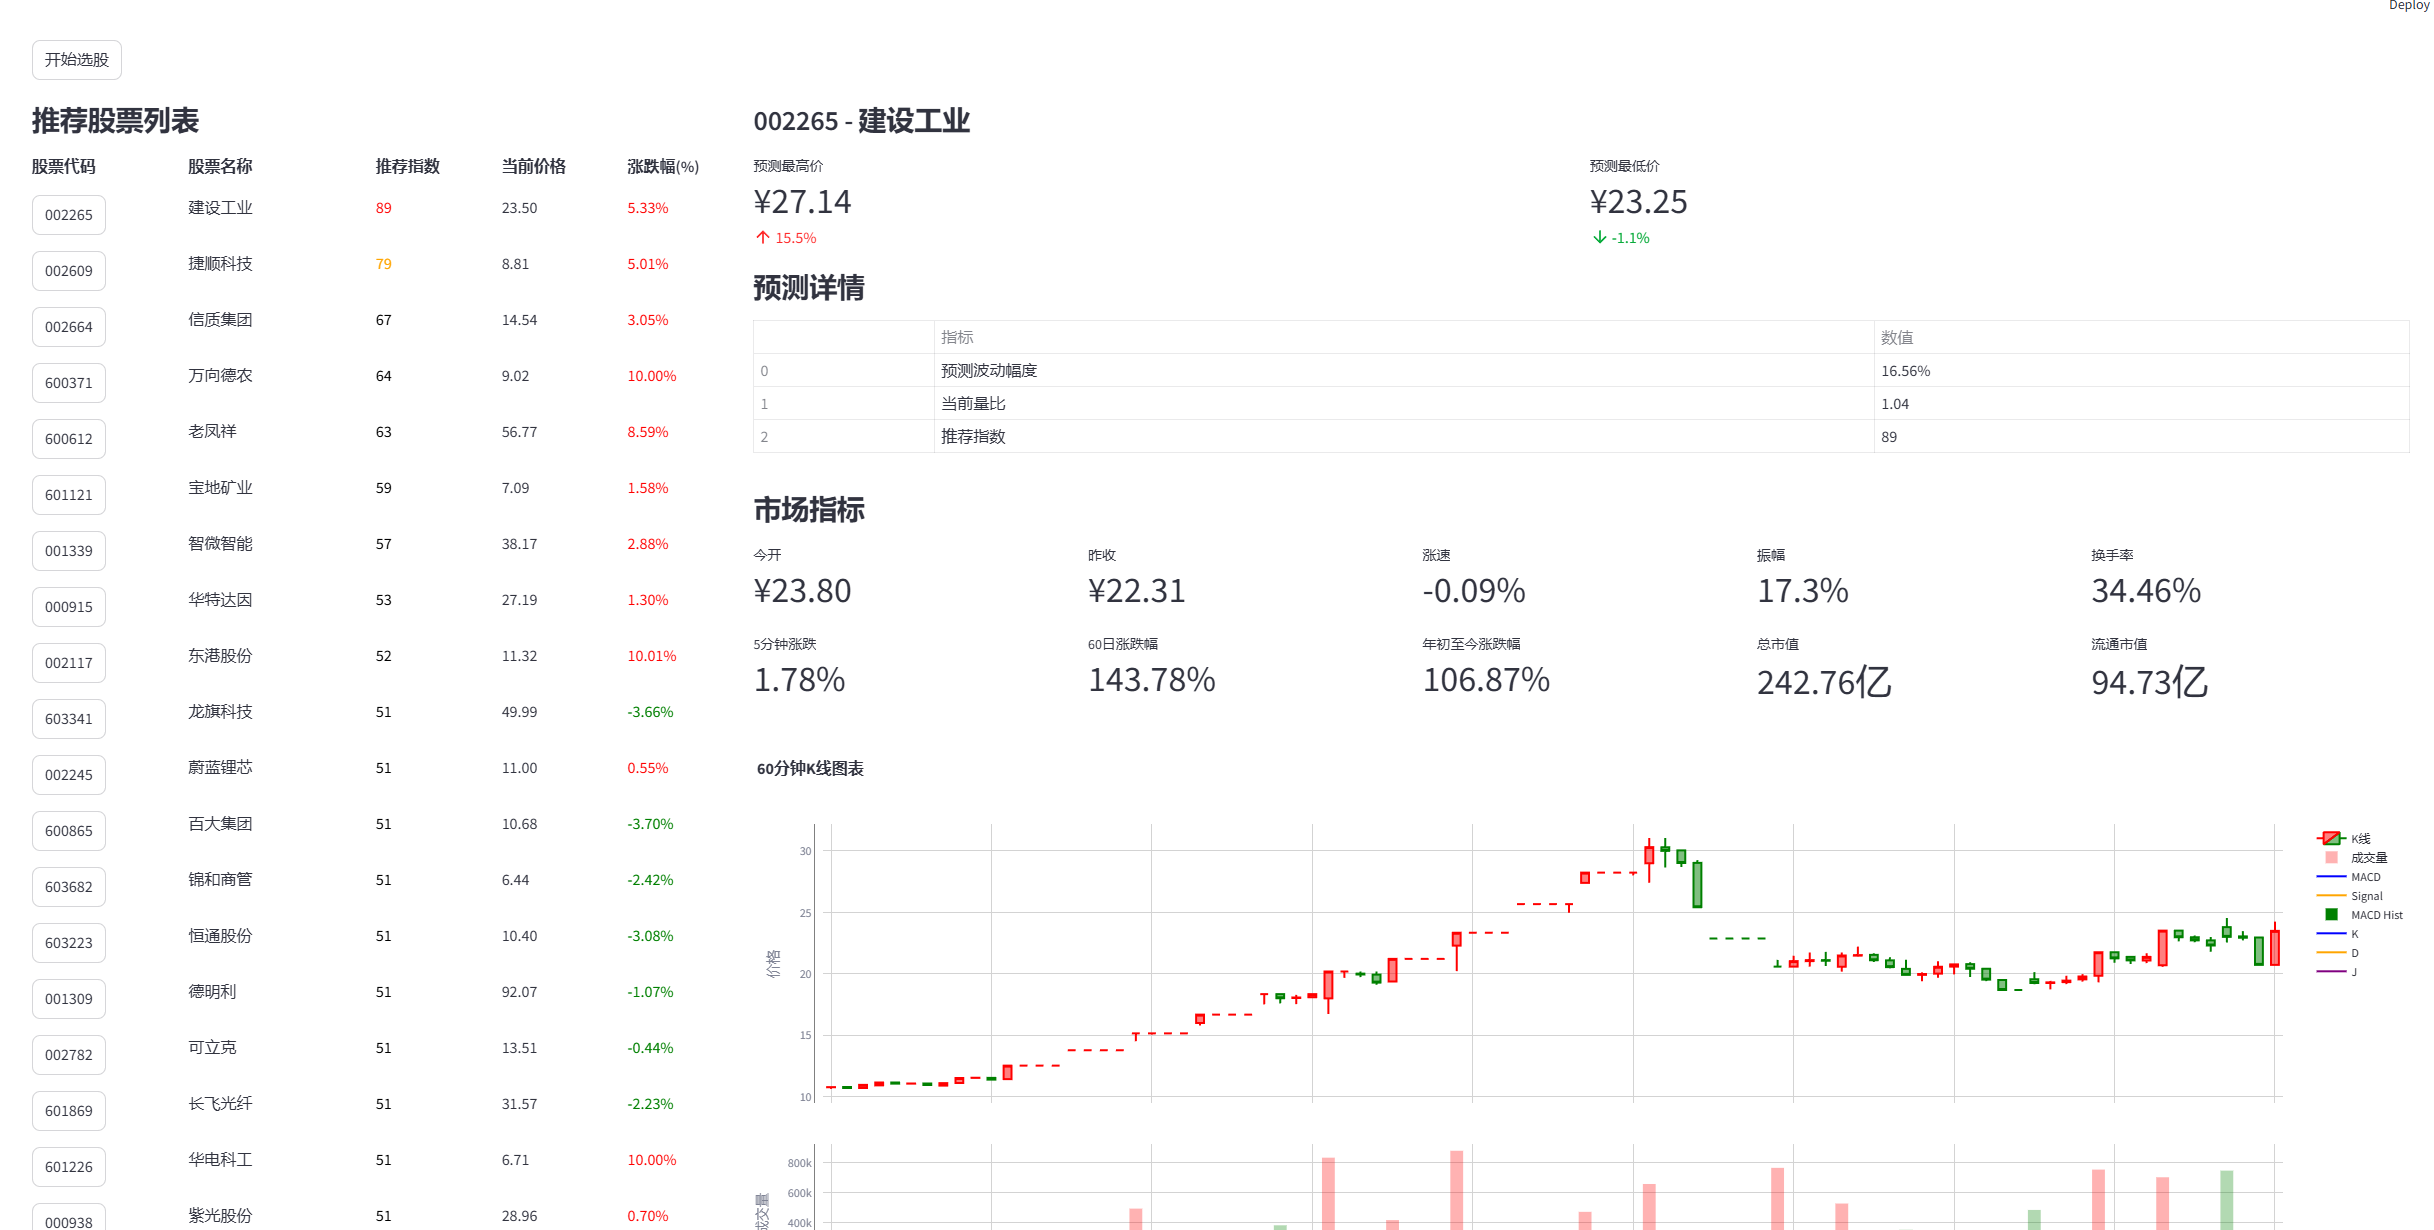 Deploy
开始选股
推荐股票列表
股票代码 股票名称 推荐指数 当前价格 涨跌幅(%)
002265 建设工业 89 23.50 5.33%
002609 捷顺科技 79 8.81 5.01%
002664 信质集团 67 14.54 3.05%
600371 万向德农 64 9.02 10.00%
600612 老凤祥 63 56.77 8.59%
601121 宝地矿业 59 7.09 1.58%
001339 智微智能 57 38.17 2.88%
000915 华特达因 53 27.19 1.30%
002117 东港股份 52 11.32 10.01%
603341 龙旗科技 51 49.99 -3.66%
002245 蔚蓝锂芯 51 11.00 0.55%
600865 百大集团 51 10.68 -3.70%
603682 锦和商管 51 6.44 -2.42%
603223 恒通股份 51 10.40 -3.08%
001309 德明利 51 92.07 -1.07%
002782 可立克 51 13.51 -0.44%
601869 长飞光纤 51 31.57 -2.23%
601226 华电科工 51 6.71 10.00%
000938 紫光股份 51 28.96 0.70%
002265 - 建设工业
预测最高价 预测最低价
¥27.14 ¥23.25
↑ 15.5% ↓ -1.1%
预测详情
指标 数值
0 预测波动幅度 16.56%
1 当前量比 1.04
2 推荐指数 89
市场指标
今开 昨收 涨速 振幅 换手率
¥23.80 ¥22.31 -0.09% 17.3% 34.46%
5分钟涨跌 60日涨跌幅 年初至今涨跌幅 总市值 流通市值
1.78% 143.78% 106.87% 242.76亿 94.73亿
60分钟K线图表
30
25
20
15
10
价格
K线
成交量
MACD
Signal
MACD Hist
K
D
J
800k
600k
400k
成交量